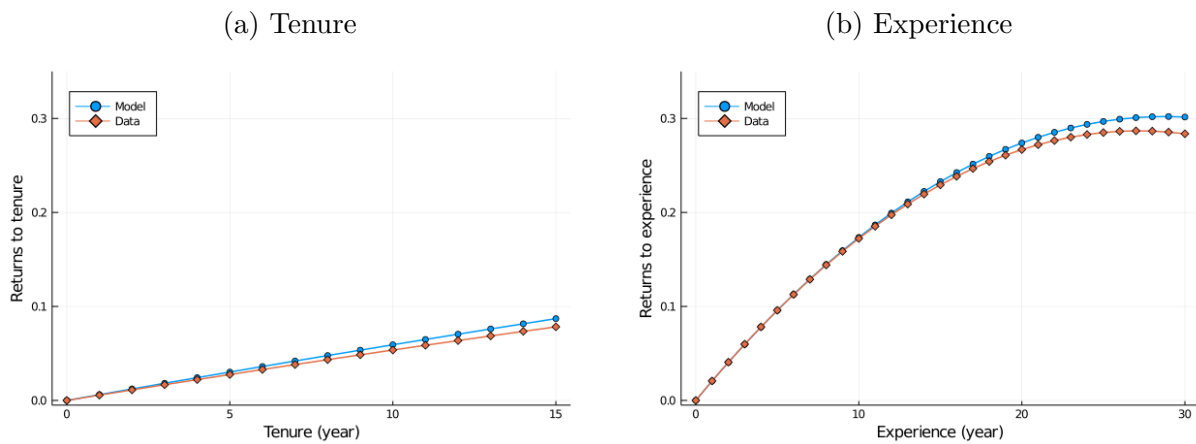 (a) Tenure
Returns to tenure
0.3
0.2
0.1
0.0
Model
Data
0
5
10
15
Tenure (year)
(b) Experience
Returns to experience
0.3
0.2
0.1
0.0
Model
Data
0
10
20
30
Experience (year)